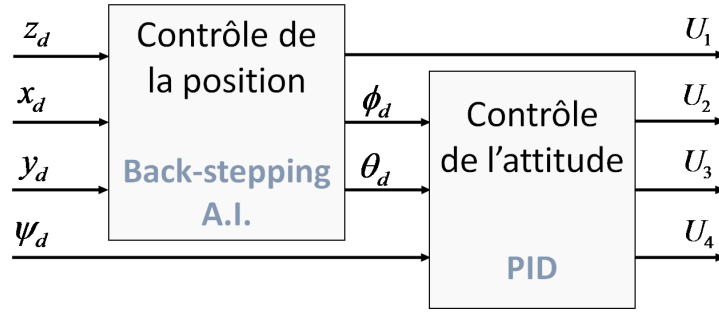 z_d
Contrôle de
la position
U_1
x_d
ϕ_d
Contrôle
de l'attitude
U_2
y_d
Back-stepping
A.I.
θ_d
U_3
ψ_d
PID
U_4